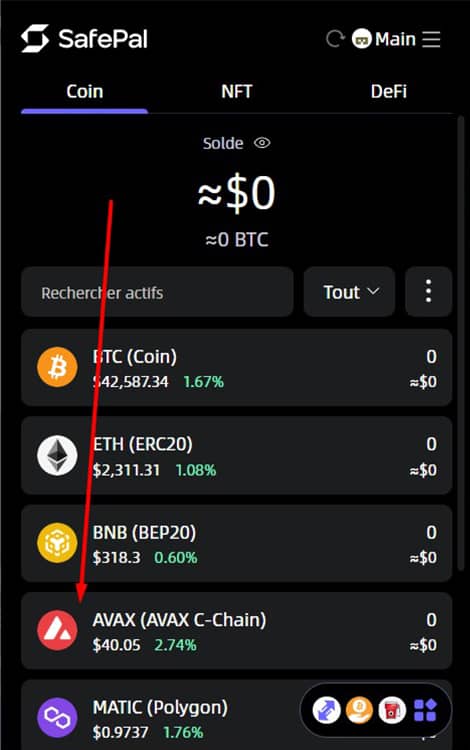 SafePal
Main
Coin NFT DeFi
Solde
≈$0
≈0 BTC
Rechercher actifs Tout
BTC (Coin) 0
$42,587.34 1.67% ≈$0
ETH (ERC20) 0
$2,311.31 1.08% ≈$0
BNB (BEP20) 0
$318.3 0.60% ≈$0
AVAX (AVAX C-Chain) 0
$40.05 2.74% ≈$0
MATIC (Polygon)
$0.9737 1.76%